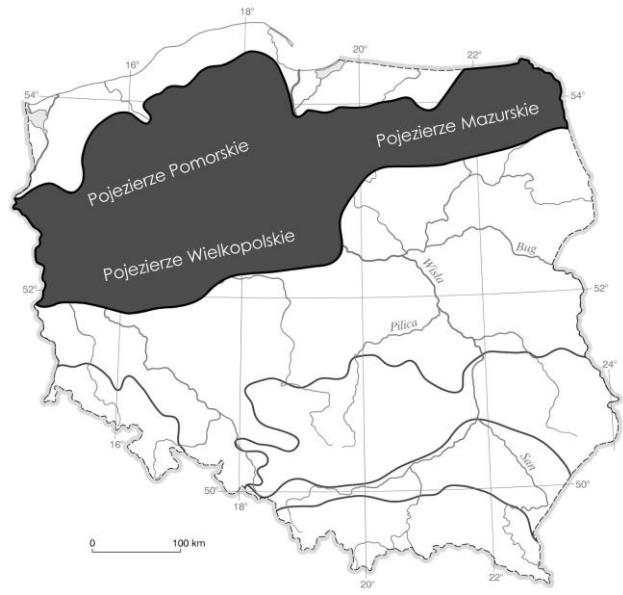 18°
16°
20°
22°
54°
54°
Pojezierze Mazurskie
Pojezierze Pomorskie
Pojezierze Wielkopolskie
Bug
Wisła
52°
52°
Pilica
24°
16°
San
50°
50°
18°
0 100 km
20°
22°